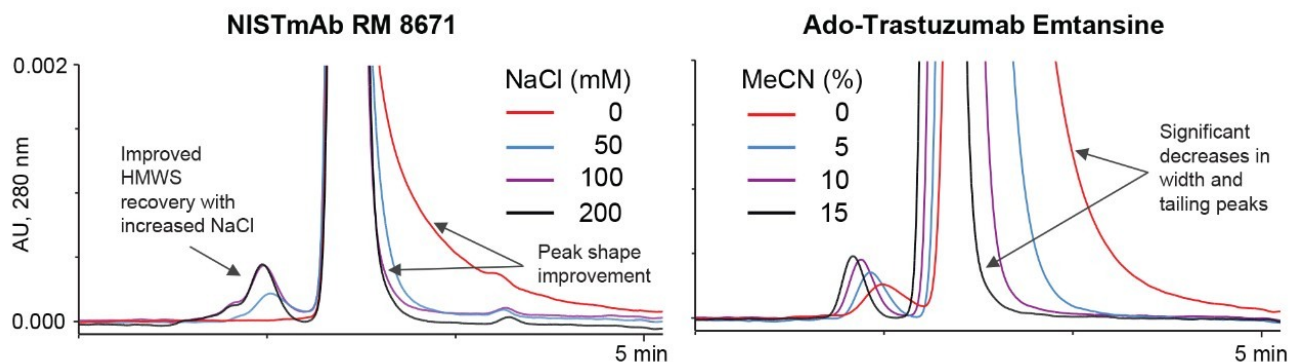 NISTmAb RM 8671
Ado-Trastuzumab Emtansine
0.002
AU, 280 nm
0.000
Improved
HMWS
recovery with
increased NaCl
NaCl (mM)
0
50
100
200
Peak shape
improvement
5 min
MeCN (%)
0
5
10
15
Significant
decreases in
width and
tailing peaks
5 min